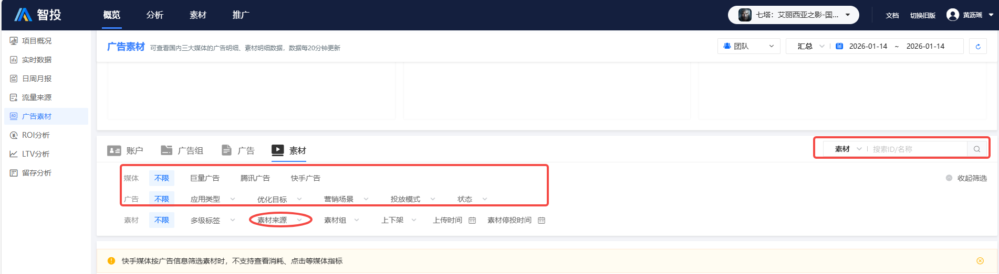 智投
概览 分析 素材 推广
七塔：艾丽西亚之影-国...
文档 切换旧版 黄沥瑶
项目概况
实时数据
日周月报
流量来源
广告素材
ROI分析
LTV分析
留存分析
广告素材 可查看国内三大媒体的广告明细、素材明细数据，数据每20分钟更新
团队 汇总 2026-01-14 ~ 2026-01-14
账户 广告组 广告 素材
素材 搜索ID/名称
媒体 不限 巨量广告 腾讯广告 快手广告 收起筛选
广告 不限 应用类型 优化目标 营销场景 投放模式 状态
素材 不限 多级标签 素材来源 素材组 上下架 上传时间 素材停投时间
快手媒体按广告信息筛选素材时，不支持查看消耗、点击等媒体指标